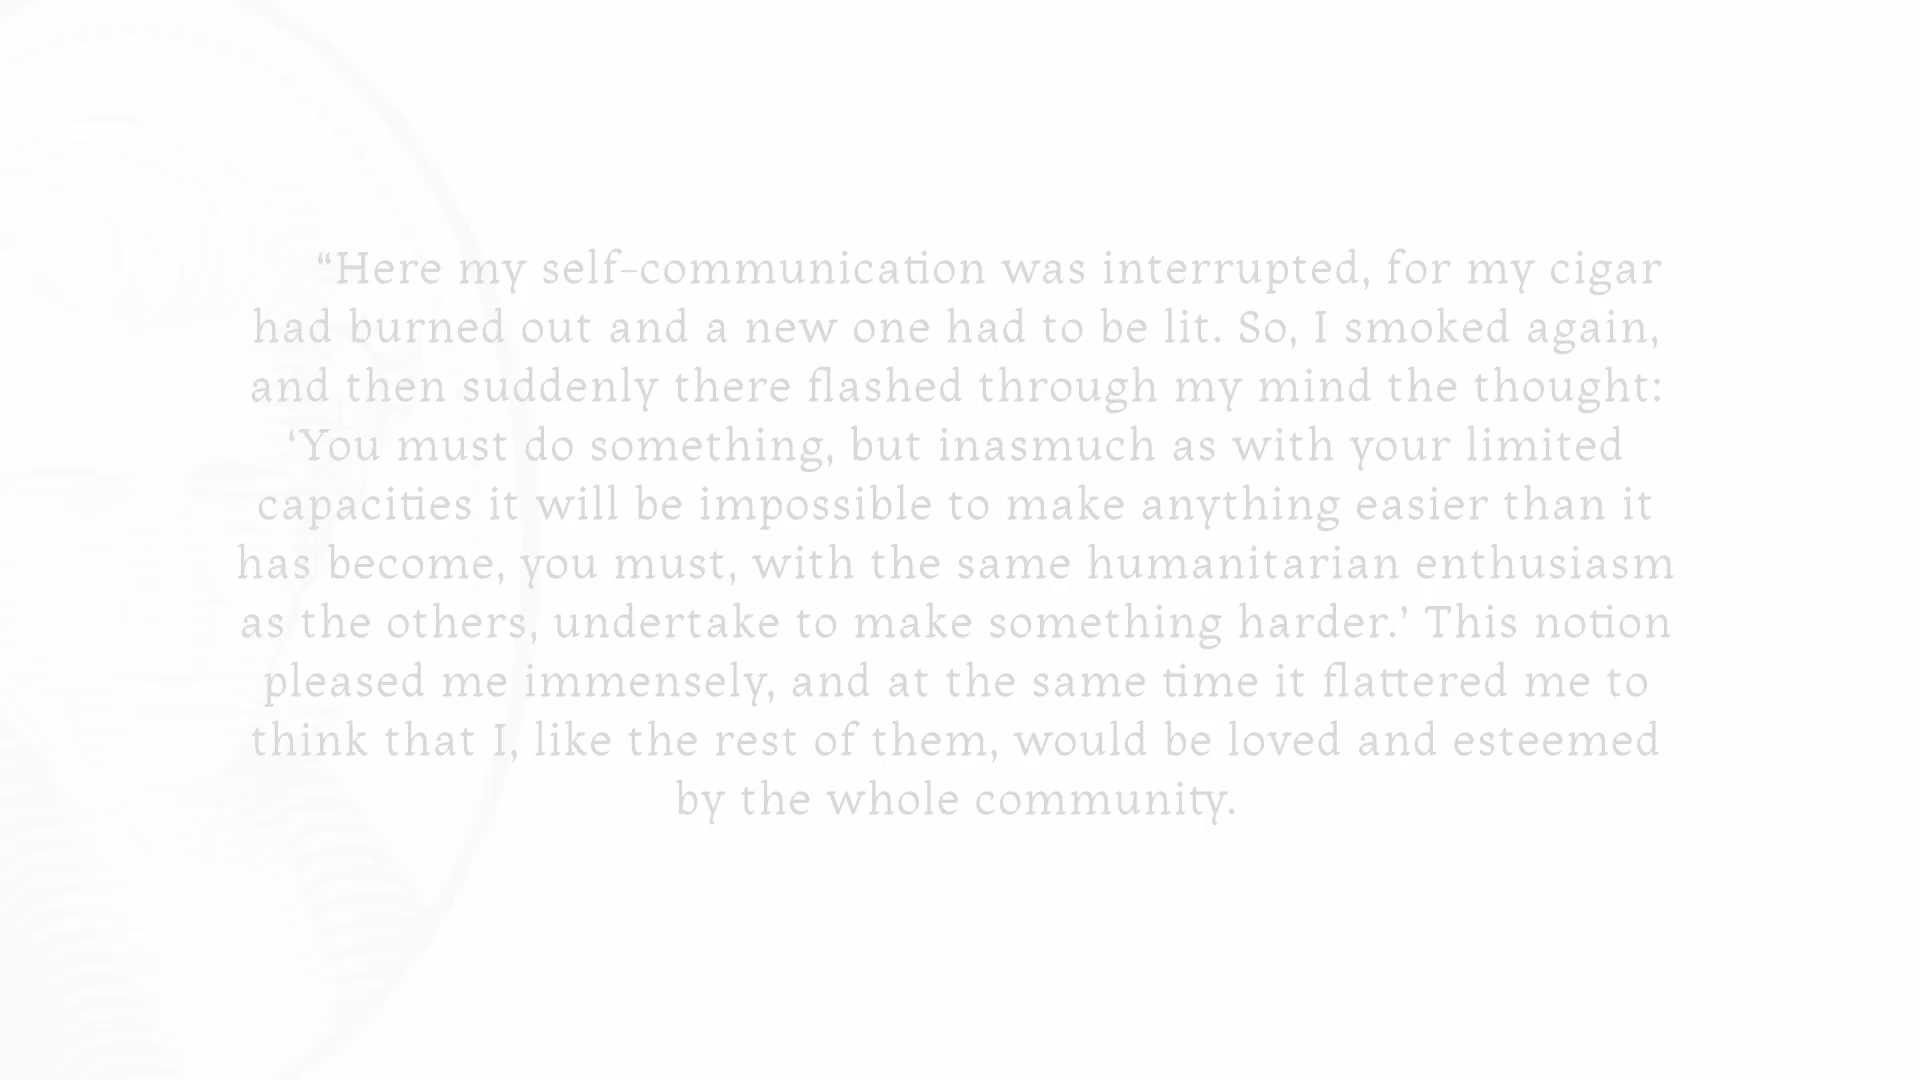 “Here my self-communication was interrupted, for my cigar
had burned out and a new one had to be lit. So, I smoked again,
and then suddenly there flashed through my mind the thought:
‘You must do something, but inasmuch as with your limited
capacities it will be impossible to make anything easier than it
has become, you must, with the same humanitarian enthusiasm
as the others, undertake to make something harder.’ This notion
pleased me immensely, and at the same time it flattered me to
think that I, like the rest of them, would be loved and esteemed
by the whole community.